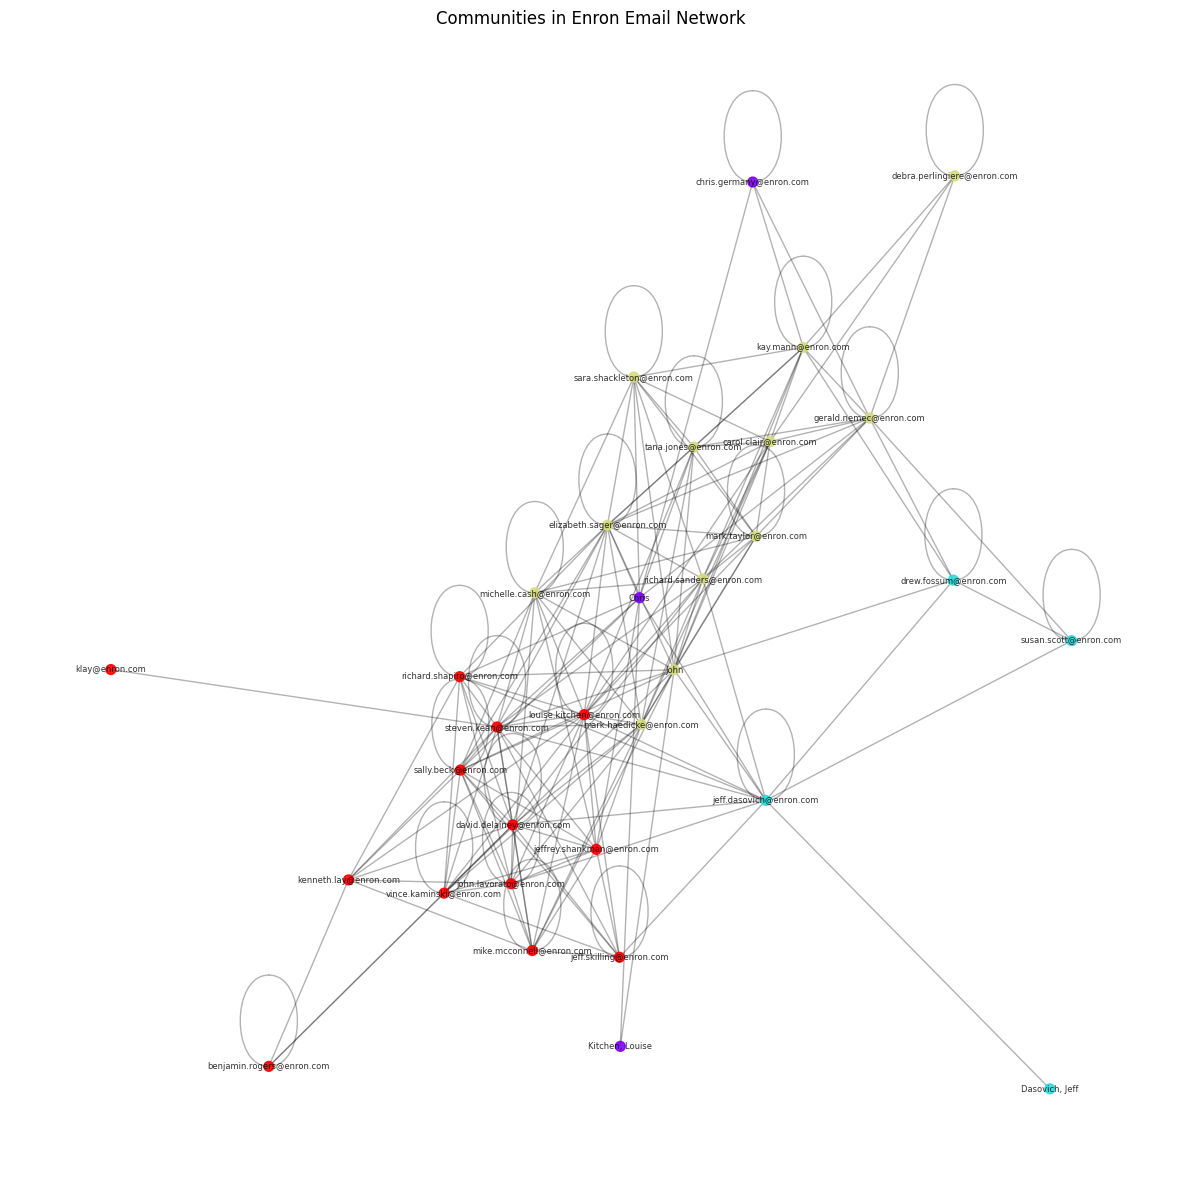 Communities in Enron Email Network
debra.perlingiere@enron.com
chris.germany@enron.com
kay.mann@enron.com
sara.shackleton@enron.com
gerald.nemec@enron.com
carol.clair@enron.com
tana.jones@enron.com
elizabeth.sager@enron.com
mark.taylor@enron.com
richard.sanders@enron.com
drew.fossum@enron.com
michelle.cash@enron.com
Chris
susan.scott@enron.com
klay@enron.com
john
richard.shapiro@enron.com
louise.kitchen@enron.com
mark.haedicke@enron.com
steven.kean@enron.com
sally.beck@enron.com
jeff.dasovich@enron.com
david.delainey@enron.com
jeffrey.shankman@enron.com
kenneth.lay@enron.com
john.lavorato@enron.com
vince.kaminski@enron.com
mike.mcconnell@enron.com
jeff.skilling@enron.com
Kitchen, Louise
benjamin.rogers@enron.com
Dasovich, Jeff